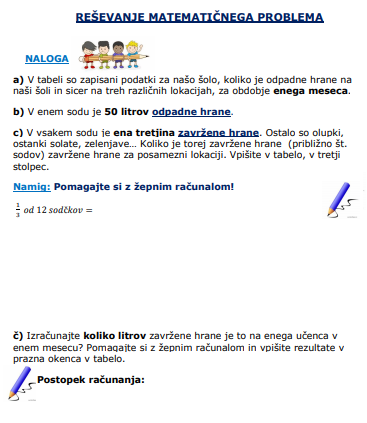 REŠEVANJE MATEMATIČNEGA PROBLEMA
NALOGA
a) V tabeli so zapisani podatki za našo šolo, koliko je odpadne hrane na
naši šoli in sicer na treh različnih lokacijah, za obdobje enega meseca.
b) V enem sodu je 50 litrov odpadne hrane.
c) V vsakem sodu je ena tretjina zavržene hrane. Ostalo so olupki,
ostanki solate, zelenjave... Koliko je torej zavržene hrane (približno št.
sodov) zavržene hrane za posamezni lokaciji. Vpišite v tabelo, v tretji
stolpec.
Namig: Pomagajte si z žepnim računalom!
1/3 od 12 sodčkov =
č) Izračunajte koliko litrov zavržene hrane je to na enega učenca v
enem mesecu? Pomagajte si z žepnim računalom in vpišite rezultate v
prazna okenca v tabelo.
Postopek računanja: